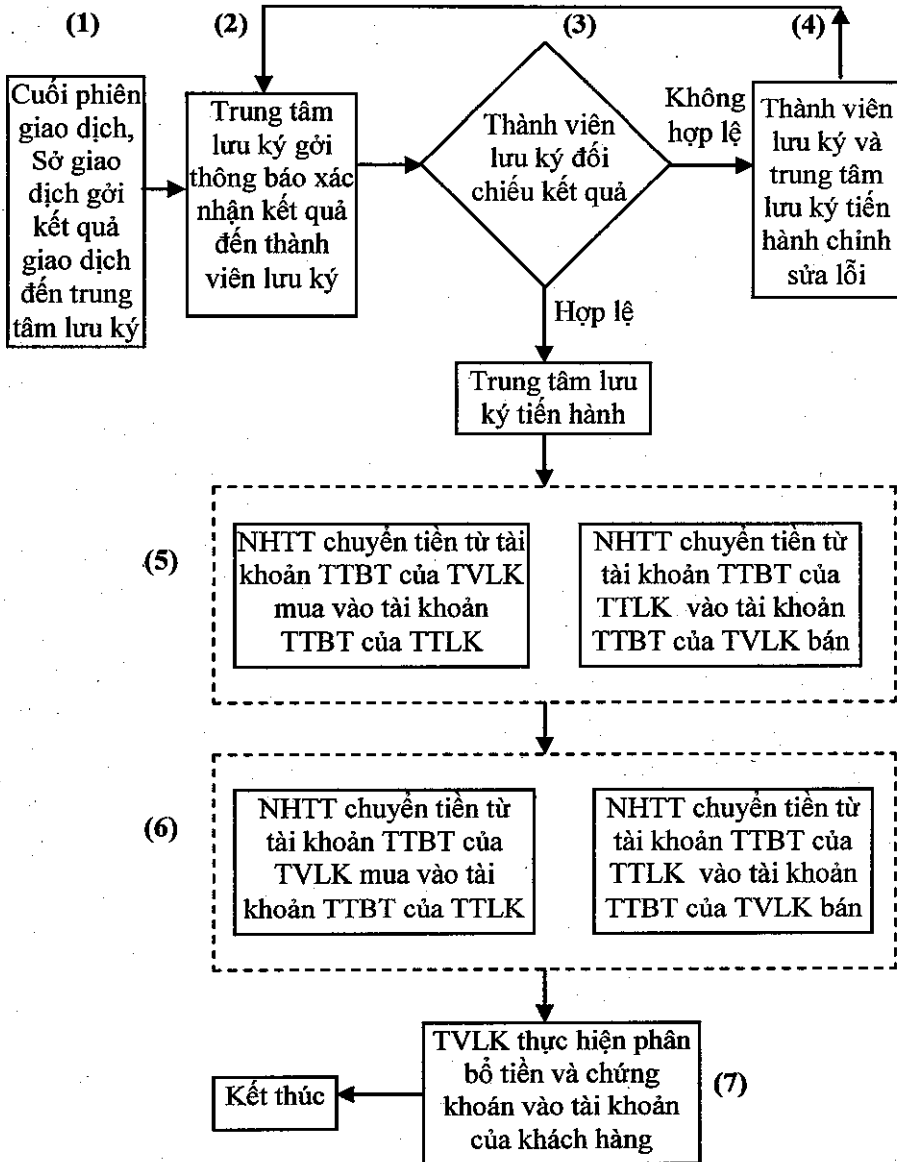 (1)
(2)
(3)
(4)
Cuối phiên
giao dịch,
Sở giao
dịch gởi
kết quả
giao dịch
đến trung
tâm lưu ký
Trung tâm
lưu ký gởi
thông báo xác
nhận kết quả
đến thành
viên lưu ký
Thành viên
lưu ký đối
chiếu kết quả
Không
hợp lệ
Thành viên
lưu ký và
trung tâm
lưu ký tiến
hành chỉnh
sửa lỗi
Hợp lệ
Trung tâm lưu
ký tiến hành
(5)
NHTT chuyển tiền từ tài
khoản TTBT của TVLK
mua vào tài khoản
TTBT của TTLK
NHTT chuyển tiền từ
tài khoản TTBT của
TTLK vào tài khoản
TTBT của TVLK bán
(6)
NHTT chuyển tiền từ
tài khoản TTBT của
TVLK mua vào tài
khoản TTBT của TTLK
NHTT chuyển tiền từ
tài khoản TTBT của
TTLK vào tài khoản
TTBT của TVLK bán
TVLK thực hiện phân
bổ tiền và chứng
khoán vào tài khoản
của khách hàng
(7)
Kết thúc